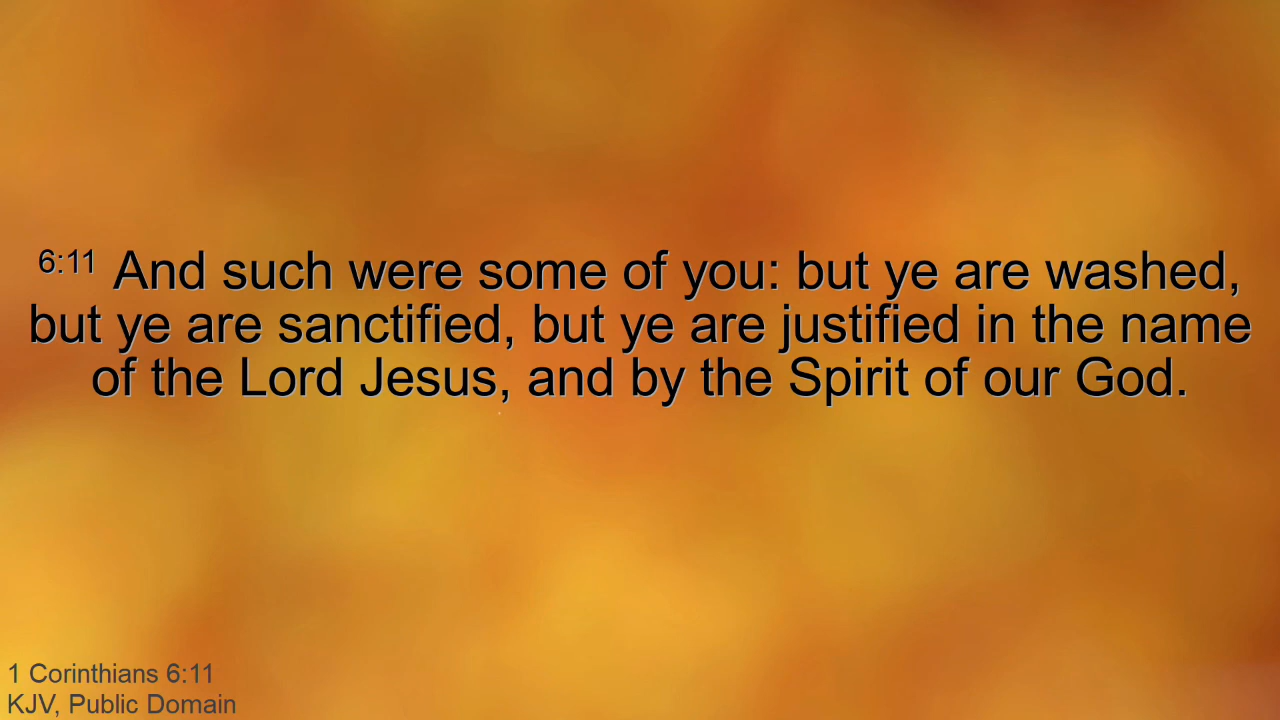 6:11 And such were some of you: but ye are washed,
but ye are sanctified, but ye are justified in the name
of the Lord Jesus, and by the Spirit of our God.
1 Corinthians 6:11
KJV, Public Domain